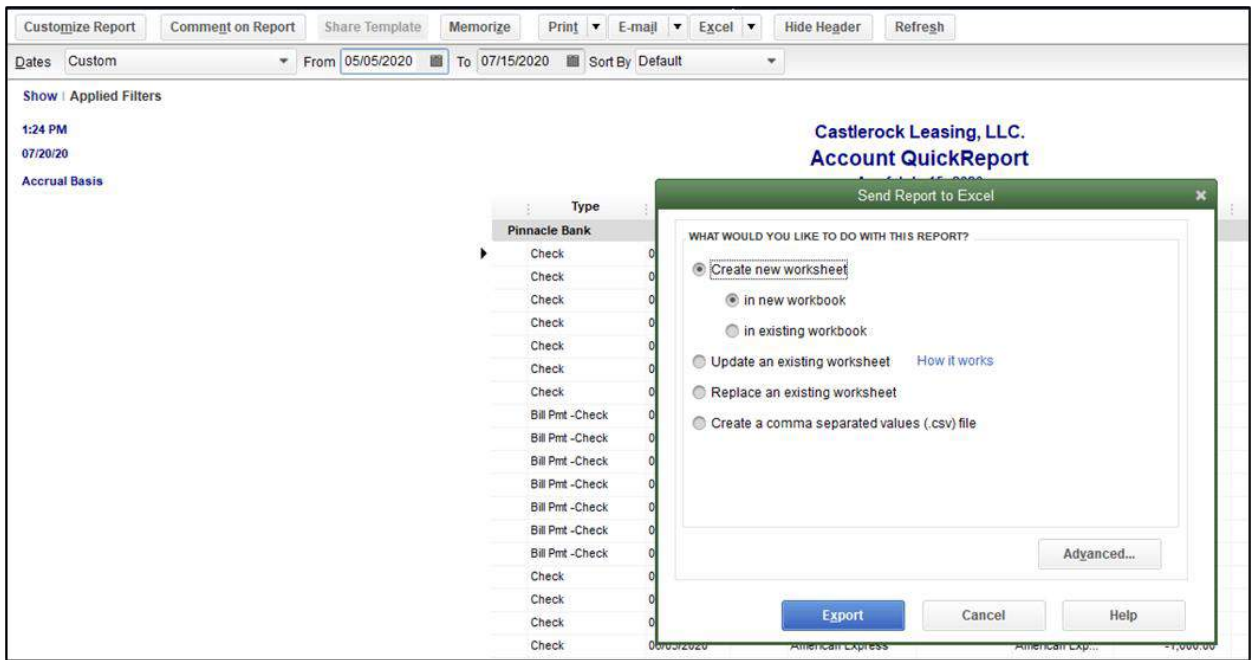 Customize Report Comment on Report Share Template Memorize Print E-mail Excel Hide Header Refresh
Dates Custom From 05/05/2020 To 07/15/2020 Sort By Default
Show | Applied Filters
1:24 PM
07/20/20
Accrual Basis
Castlerock Leasing, LLC.
Account QuickReport
Type
Pinnacle Bank
Check
Check
Check
Check
Check
Check
Check
Bill Pmt -Check
Bill Pmt -Check
Bill Pmt -Check
Bill Pmt -Check
Bill Pmt -Check
Bill Pmt -Check
Bill Pmt -Check
Check
Check
Check
Check
Send Report to Excel
WHAT WOULD YOU LIKE TO DO WITH THIS REPORT?
Create new worksheet
in new workbook
in existing workbook
Update an existing worksheet How it works
Replace an existing worksheet
Create a comma separated values (.csv) file
Advanced...
Export Cancel Help